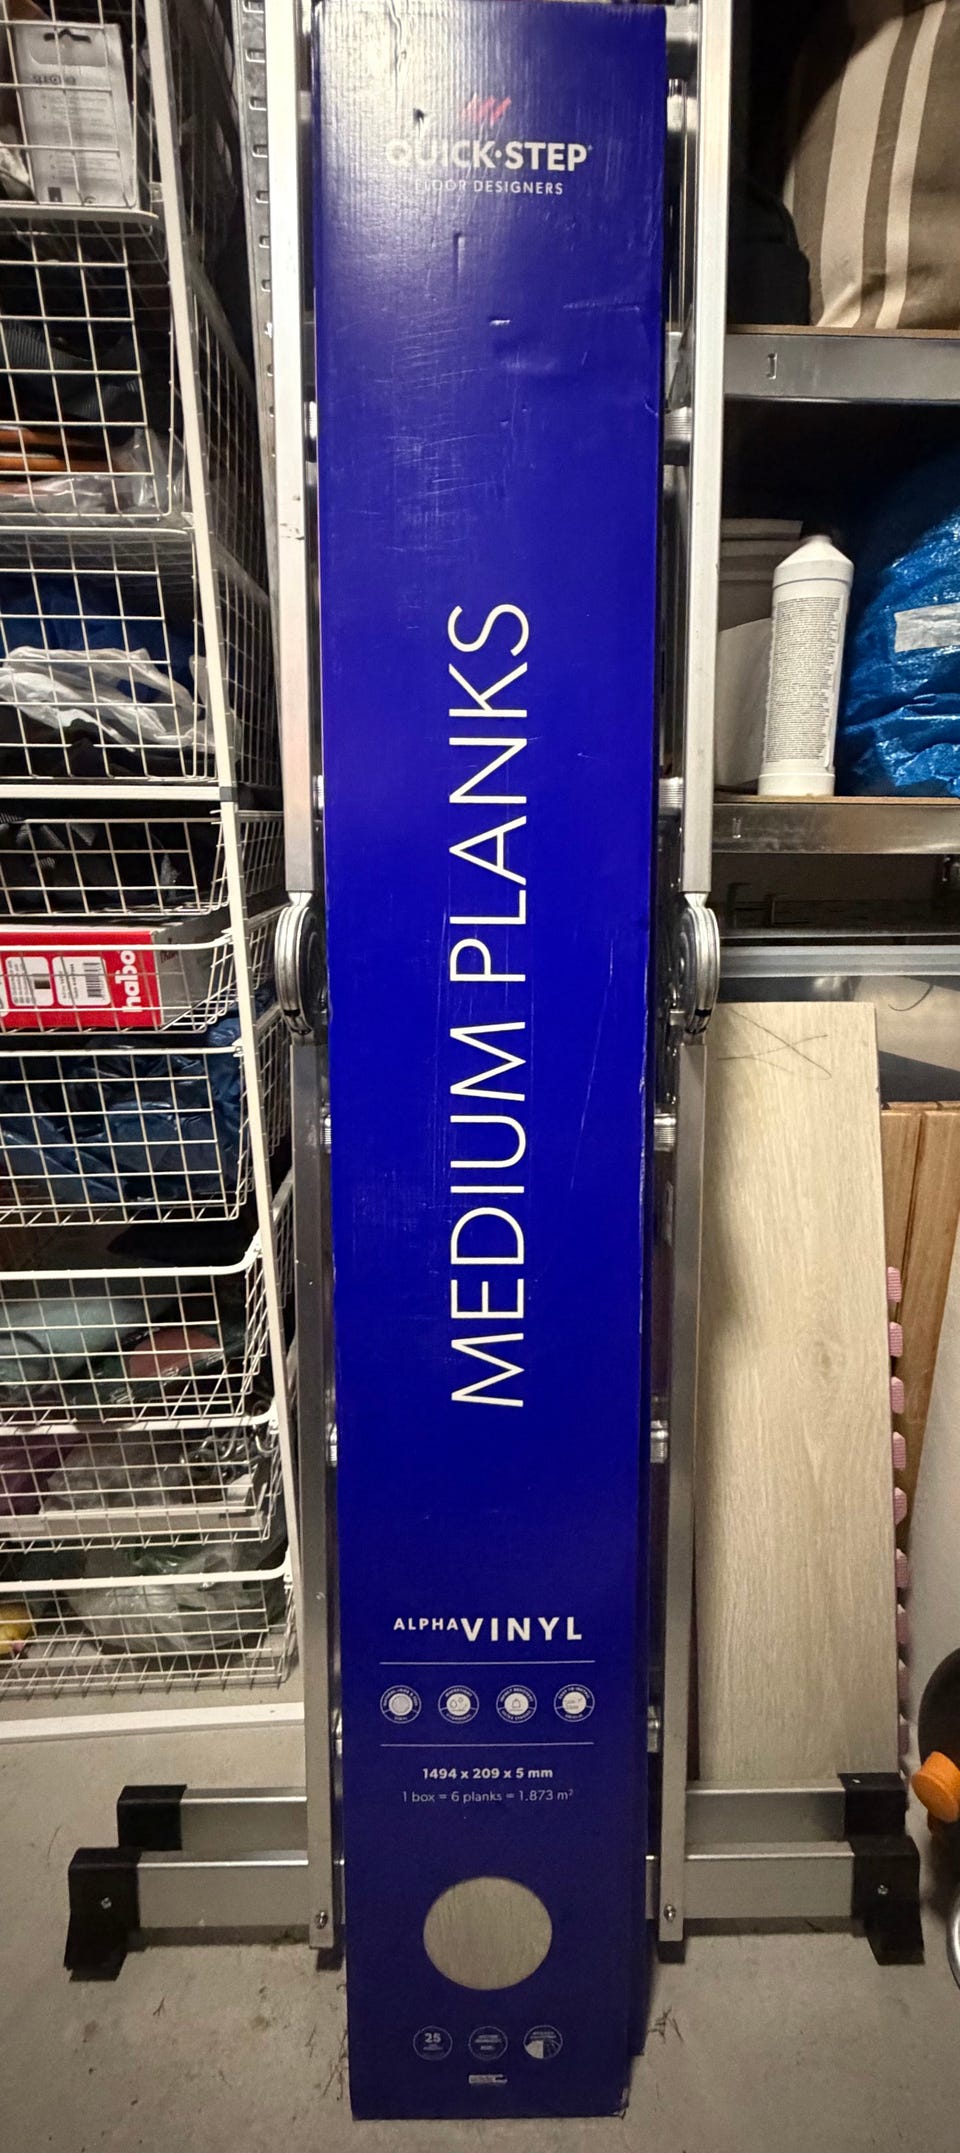 QUICK•STEP
FLOOR DESIGNERS
MEDIUM PLANKS
ALPHAVINYL
1494 x 209 x 5 mm
1 box = 6 planks = 1.873 m²
25
habo